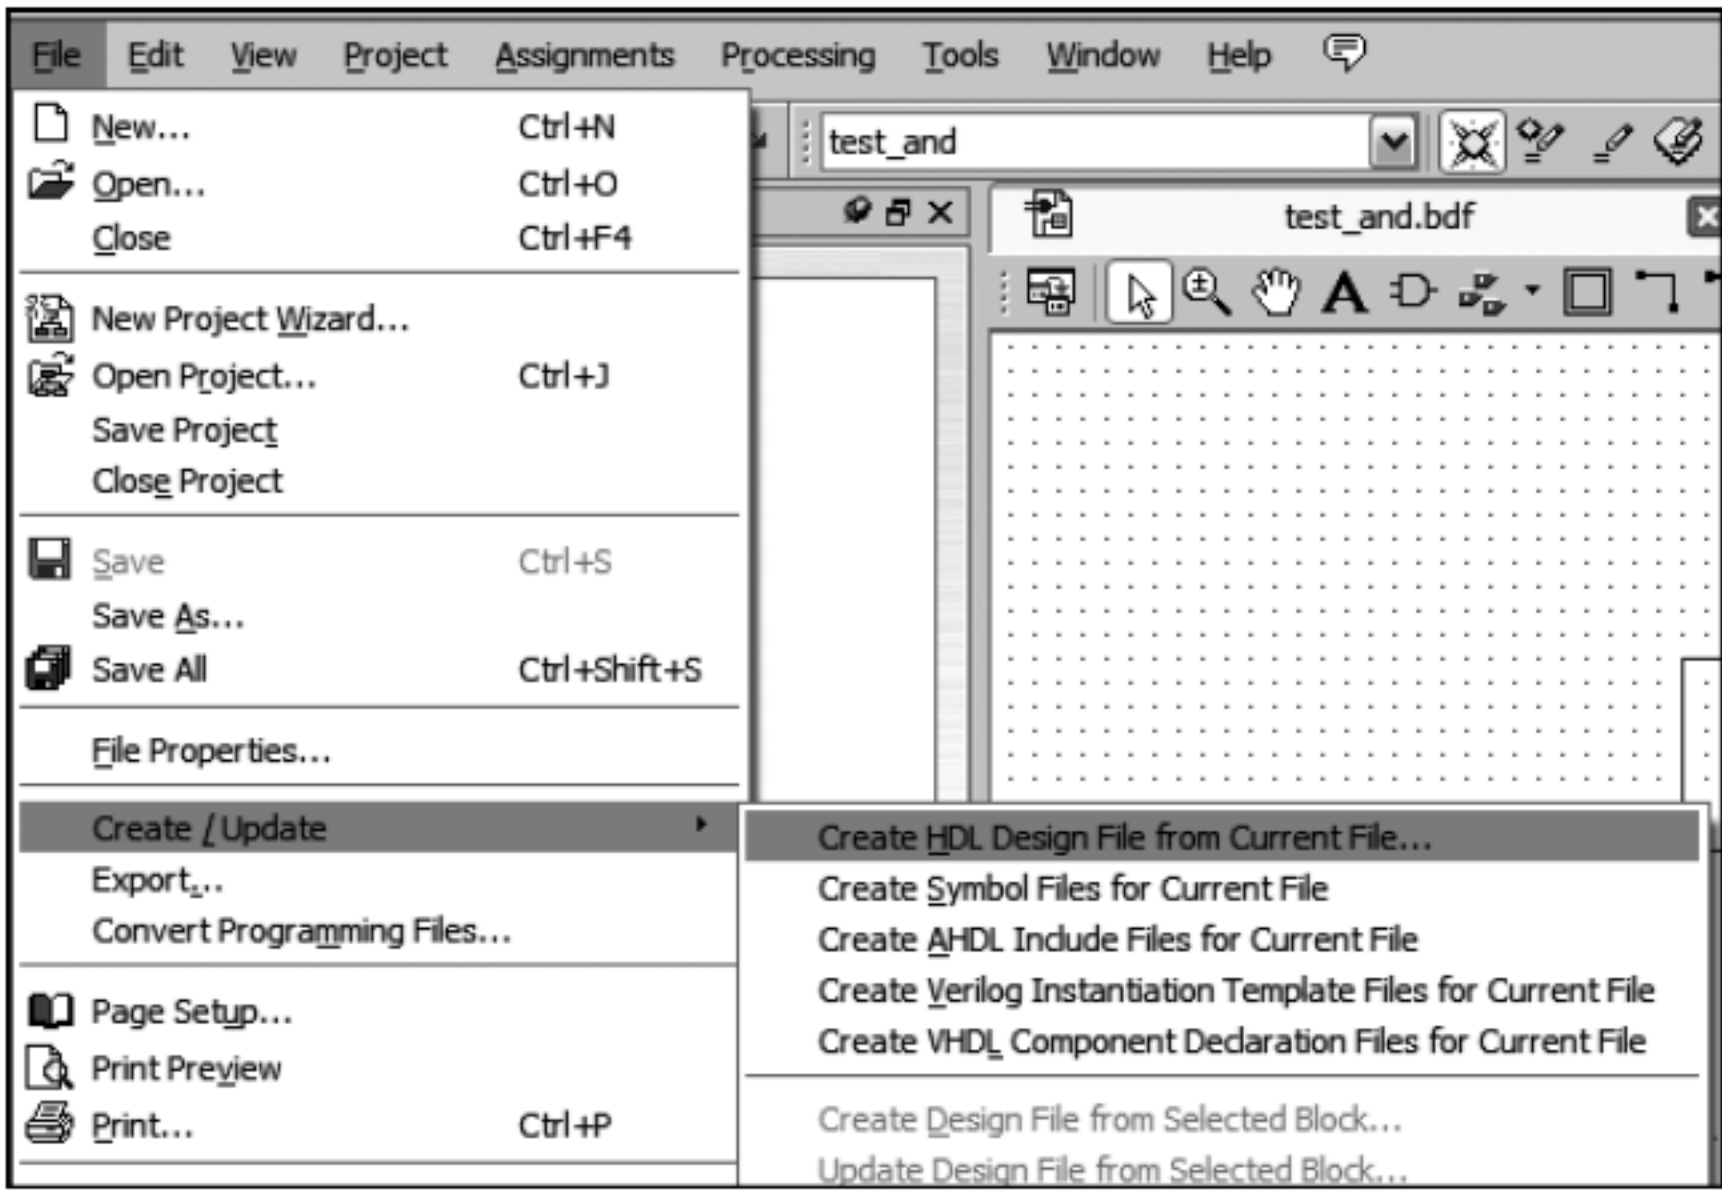 File Edit View Project Assignments Processing Tools Window Help
New... Ctrl+N
test_and
Open... Ctrl+O
Close Ctrl+F4
test_and.bdf
New Project Wizard...
Open Project... Ctrl+J
Save Project
Close Project
Save Ctrl+S
Save As...
Save All Ctrl+Shift+S
File Properties...
Create / Update
Export...
Convert Programming Files...
Page Setup...
Print Preview
Print... Ctrl+P
Create HDL Design File from Current File...
Create Symbol Files for Current File
Create AHDL Include Files for Current File
Create Verilog Instantiation Template Files for Current File
Create VHDL Component Declaration Files for Current File
Create Design File from Selected Block...
Update Design File from Selected Block...